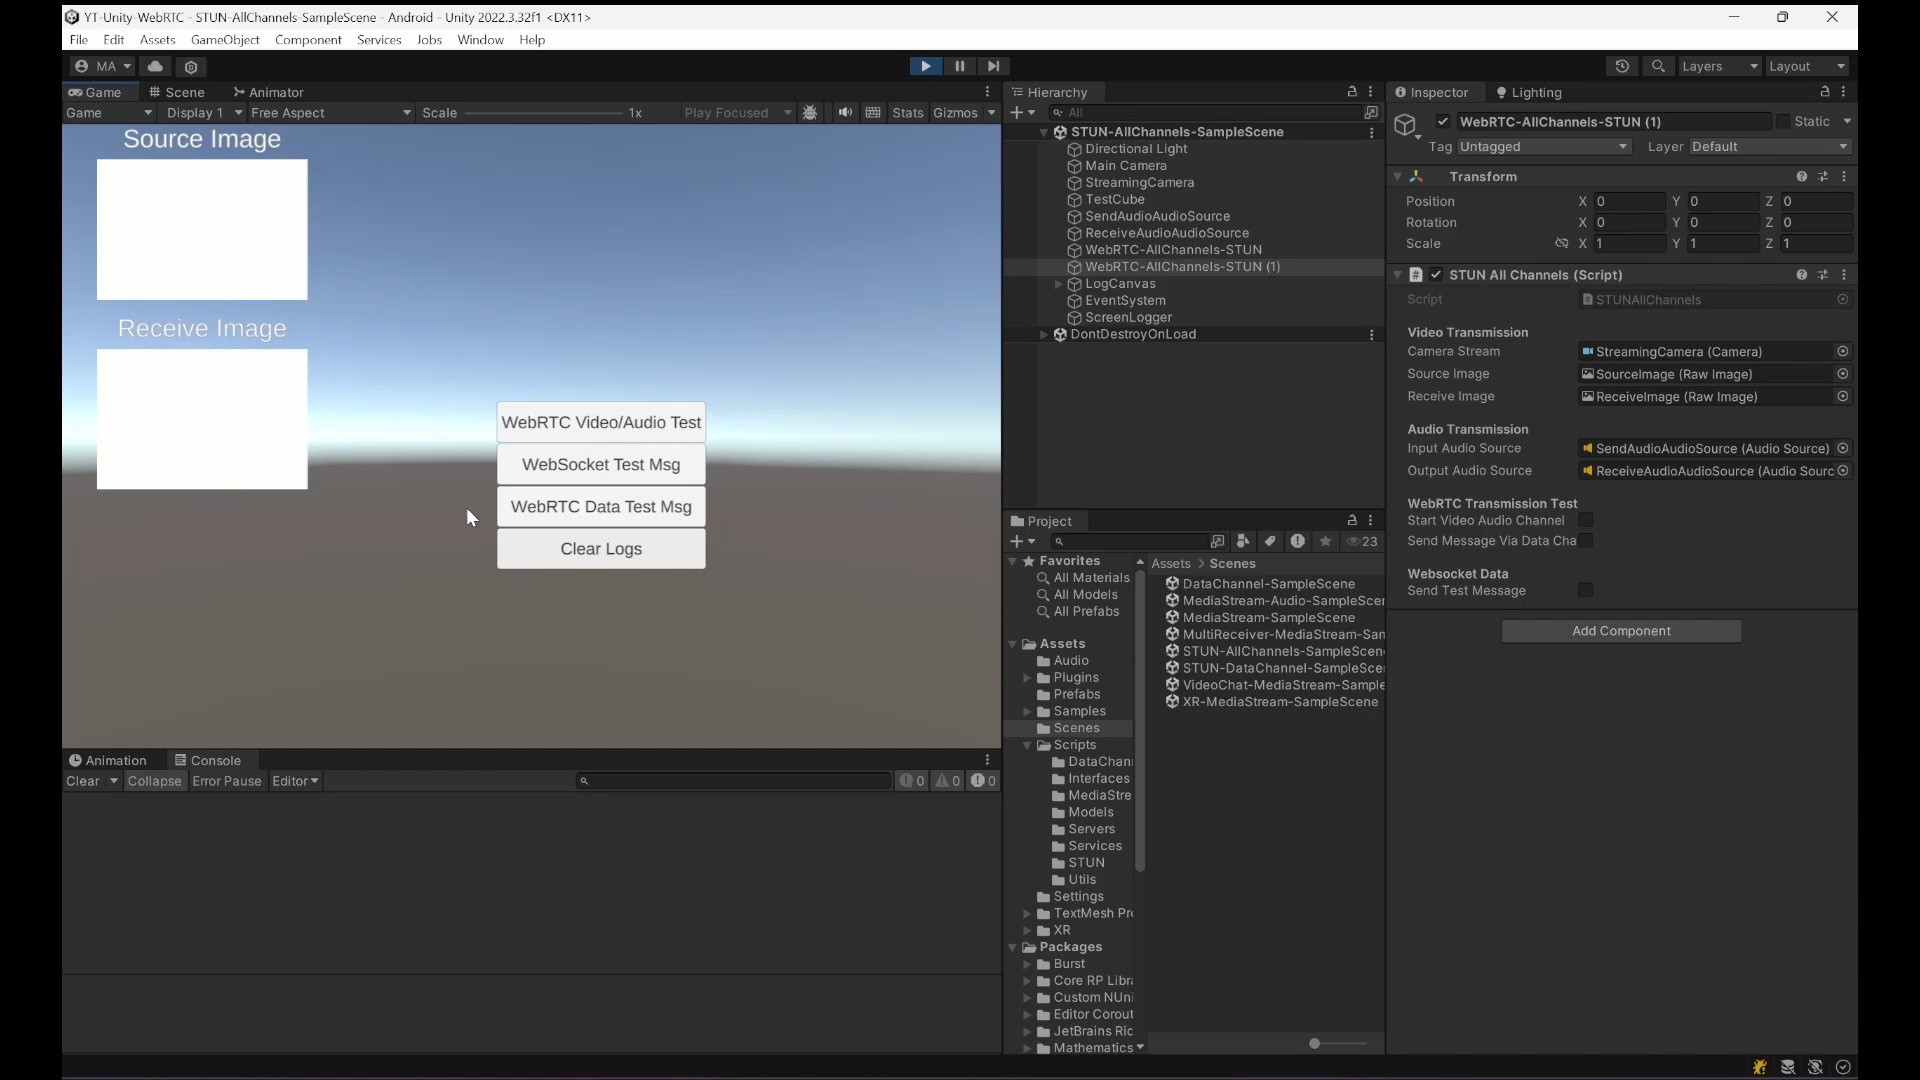 YT-Unity-WebRTC - STUN-AllChannels-SampleScene - Android - Unity 2022.3.32f1 <DX11>
File Edit Assets GameObject Component Services Jobs Window Help
MA
Layers Layout
Game Scene Animator
Game Display 1 Free Aspect Scale 1x Play Focused Stats Gizmos
Source Image
Receive Image
WebRTC Video/Audio Test
WebSocket Test Msg
WebRTC Data Test Msg
Clear Logs
Animation Console
Clear Collapse Error Pause Editor
0 0 0
Hierarchy
All
STUN-AllChannels-SampleScene
Directional Light
Main Camera
StreamingCamera
TestCube
SendAudioAudioSource
ReceiveAudioAudioSource
WebRTC-AllChannels-STUN
WebRTC-AllChannels-STUN (1)
LogCanvas
EventSystem
ScreenLogger
DontDestroyOnLoad
Project
23
Favorites
All Materials
All Models
All Prefabs
Assets
Audio
Plugins
Prefabs
Samples
Scenes
Scripts
DataChann
Interfaces
MediaStre
Models
Servers
Services
STUN
Utils
Settings
TextMesh Pro
XR
Packages
Burst
Core RP Libra
Custom NUni
Editor Corout
JetBrains Ric
Mathematics
Assets > Scenes
DataChannel-SampleScene
MediaStream-Audio-SampleScen
MediaStream-SampleScene
MultiReceiver-MediaStream-Sam
STUN-AllChannels-SampleScene
STUN-DataChannel-SampleScen
VideoChat-MediaStream-Sample
XR-MediaStream-SampleScene
Inspector Lighting
WebRTC-AllChannels-STUN (1) Static
Tag Untagged Layer Default
Transform
Position X 0 Y 0 Z 0
Rotation X 0 Y 0 Z 0
Scale X 1 Y 1 Z 1
STUN All Channels (Script)
Script STUNAllChannels
Video Transmission
Camera Stream StreamingCamera (Camera)
Source Image SourceImage (Raw Image)
Receive Image ReceiveImage (Raw Image)
Audio Transmission
Input Audio Source SendAudioAudioSource (Audio Source)
Output Audio Source ReceiveAudioAudioSource (Audio Sourc
WebRTC Transmission Test
Start Video Audio Channel
Send Message Via Data Cha
Websocket Data
Send Test Message
Add Component